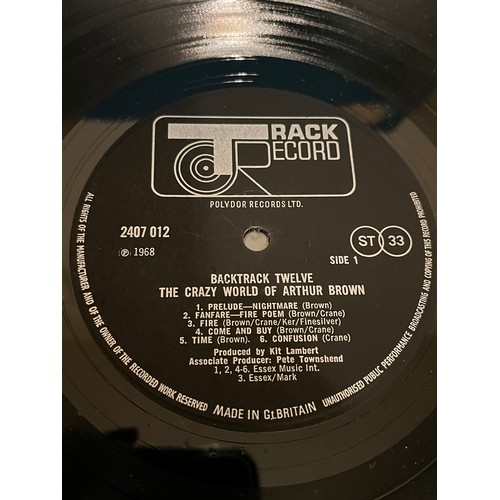 TRACK
RECORD
POLYDOR RECORDS LTD.
2407 012
℗ 1968
ST 33
SIDE 1
BACKTRACK TWELVE
THE CRAZY WORLD OF ARTHUR BROWN
1. PRELUDE—NIGHTMARE (Brown)
2. FANFARE—FIRE POEM (Brown/Crane)
3. FIRE (Brown/Crane/Ker/Finesilver)
4. COME AND BUY (Brown/Crane)
5. TIME (Brown). 6. CONFUSION (Crane)
Produced by Kit Lambert
Associate Producer: Pete Townshend
1, 2, 4-6. Essex Music Int.
3. Essex/Mark
ALL RIGHTS OF THE MANUFACTURER AND OF THE OWNER OF THE RECORDED WORK RESERVED
MADE IN Gt.BRITAIN
UNAUTHORISED PUBLIC PERFORMANCE BROADCASTING AND COPYING OF THIS RECORD PROHIBITED